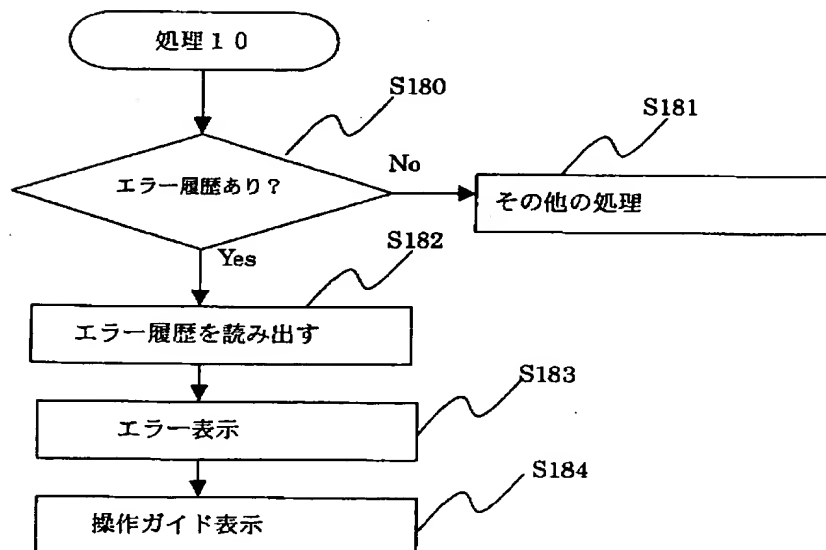 処理１０
S180
エラー履歴あり？
No
S181
その他の処理
Yes
S182
エラー履歴を読み出す
S183
エラー表示
S184
操作ガイド表示